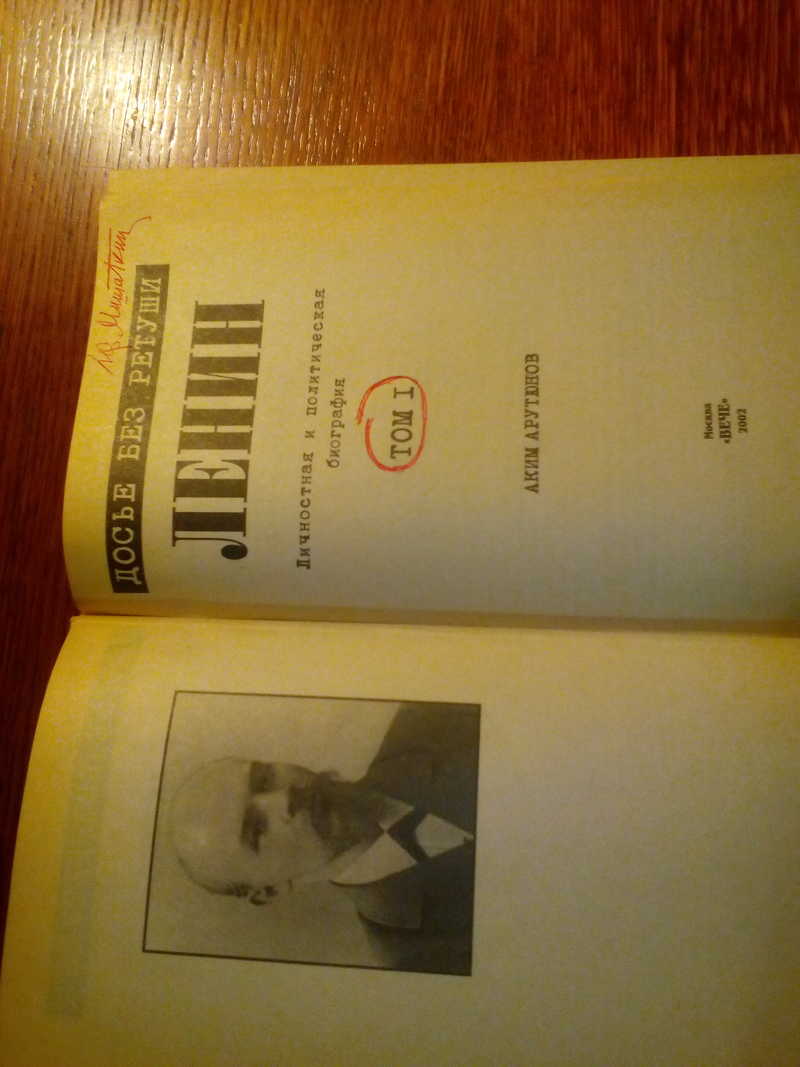 ДОСЬЕ БЕЗ РЕТУШИ
ЛЕНИН
Личностная и политическая
биография
ТОМ I
АКИМ АРУТЮНОВ
Москва
«ВЕЧЕ»
2002